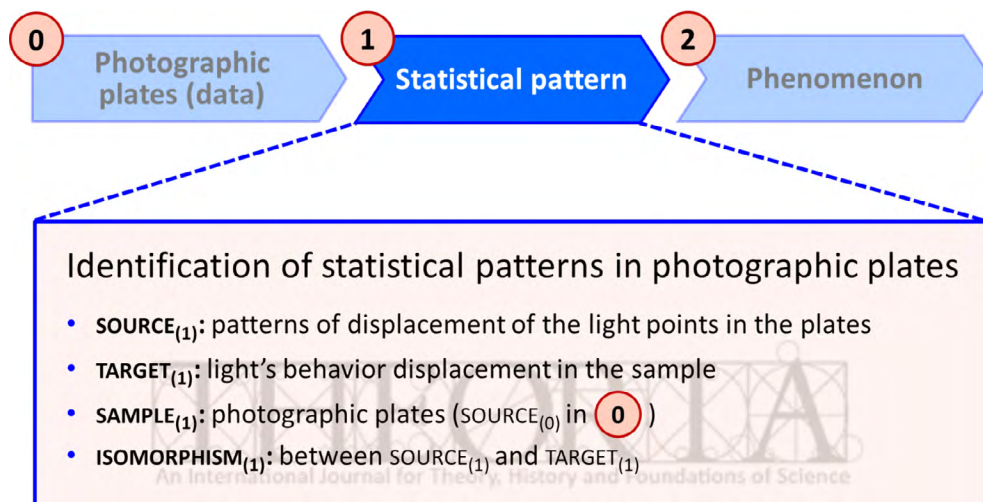 0
Photographic
plates (data)
1
Statistical pattern
2
Phenomenon
Identification of statistical patterns in photographic plates
• SOURCE(1): patterns of displacement of the light points in the plates
• TARGET(1): light's behavior displacement in the sample
• SAMPLE(1): photographic plates (SOURCE(0) in 0 )
• ISOMORPHISM(1): between SOURCE(1) and TARGET(1)
THEORIA
An International Journal for Theory, History and Foundations of Science